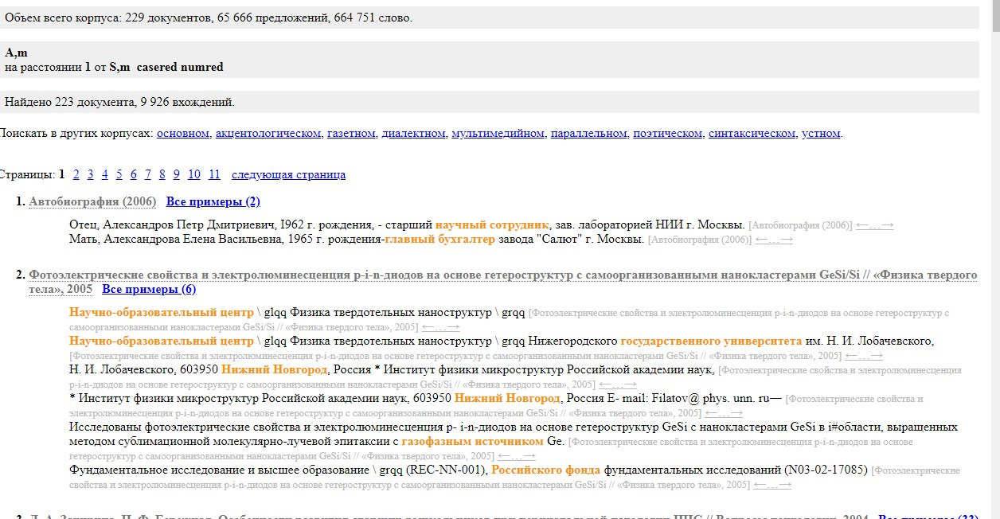 Объем всего корпуса: 229 документов, 65 666 предложений, 664 751 слово.
A,m
на расстоянии 1 от S,m casered numred
Найдено 223 документа, 9 926 вхождений.
Поискать в других корпусах: основном, акцентологическом, газетном, диалектном, мультимедийном, параллельном, поэтическом, синтаксическом, устном.
Страницы: 1 2 3 4 5 6 7 8 9 10 11 следующая страница
1. Автобиография (2006) Все примеры (2)
Отец, Александров Петр Дмитриевич, I962 г. рождения, - старший научный сотрудник, зав. лабораторией НИИ г. Москвы. [Автобиография (2006)] ←…→
Мать, Александрова Елена Васильевна, 1965 г. рождения-главный бухгалтер завода "Салют" г. Москвы. [Автобиография (2006)] ←…→
2. Фотоэлектрические свойства и электролюминесценция p-i-n-диодов на основе гетероструктур с самоорганизованными нанокластерами GeSi/Si // «Физика твердого
тела», 2005 Все примеры (6)
Научно-образовательный центр \ glqq Физика твердотельных наноструктур \ grqq [Фотоэлектрические свойства и электролюминесценция p-i-n-диодов на основе гетероструктур с
самоорганизованными нанокластерами GeSi/Si // «Физика твердого тела», 2005] ←…→
Научно-образовательный центр \ glqq Физика твердотельных наноструктур \ grqq Нижегородского государственного университета им. Н. И. Лобачевского,
[Фотоэлектрические свойства и электролюминесценция p-i-n-диодов на основе гетероструктур с самоорганизованными нанокластерами GeSi/Si // «Физика твердого тела», 2005] ←…→
Н. И. Лобачевского, 603950 Нижний Новгород, Россия * Институт физики микроструктур Российской академии наук, [Фотоэлектрические свойства и электролюминесценция
p-i-n-диодов на основе гетероструктур с самоорганизованными нанокластерами GeSi/Si // «Физика твердого тела», 2005] ←…→
* Институт физики микроструктур Российской академии наук, 603950 Нижний Новгород, Россия E- mail: Filatov@ phys. unn. ru— [Фотоэлектрические свойства и
электролюминесценция p-i-n-диодов на основе гетероструктур с самоорганизованными нанокластерами GeSi/Si // «Физика твердого тела», 2005] ←…→
Исследованы фотоэлектрические свойства и электролюминесценция p- i-n-диодов на основе гетероструктур GeSi с нанокластерами GeSi в i#области, выращенных
методом сублимационной молекулярно-лучевой эпитаксии с газофазным источником Ge. [Фотоэлектрические свойства и электролюминесценция p-i-n-диодов на основе
гетероструктур с самоорганизованными нанокластерами GeSi/Si // «Физика твердого тела», 2005] ←…→
Фундаментальное исследование и высшее образование \ grqq (REC-NN-001), Российского фонда фундаментальных исследований (N03-02-17085) [Фотоэлектрические
свойства и электролюминесценция p-i-n-диодов на основе гетероструктур с самоорганизованными нанокластерами GeSi/Si // «Физика твердого тела», 2005] ←…→